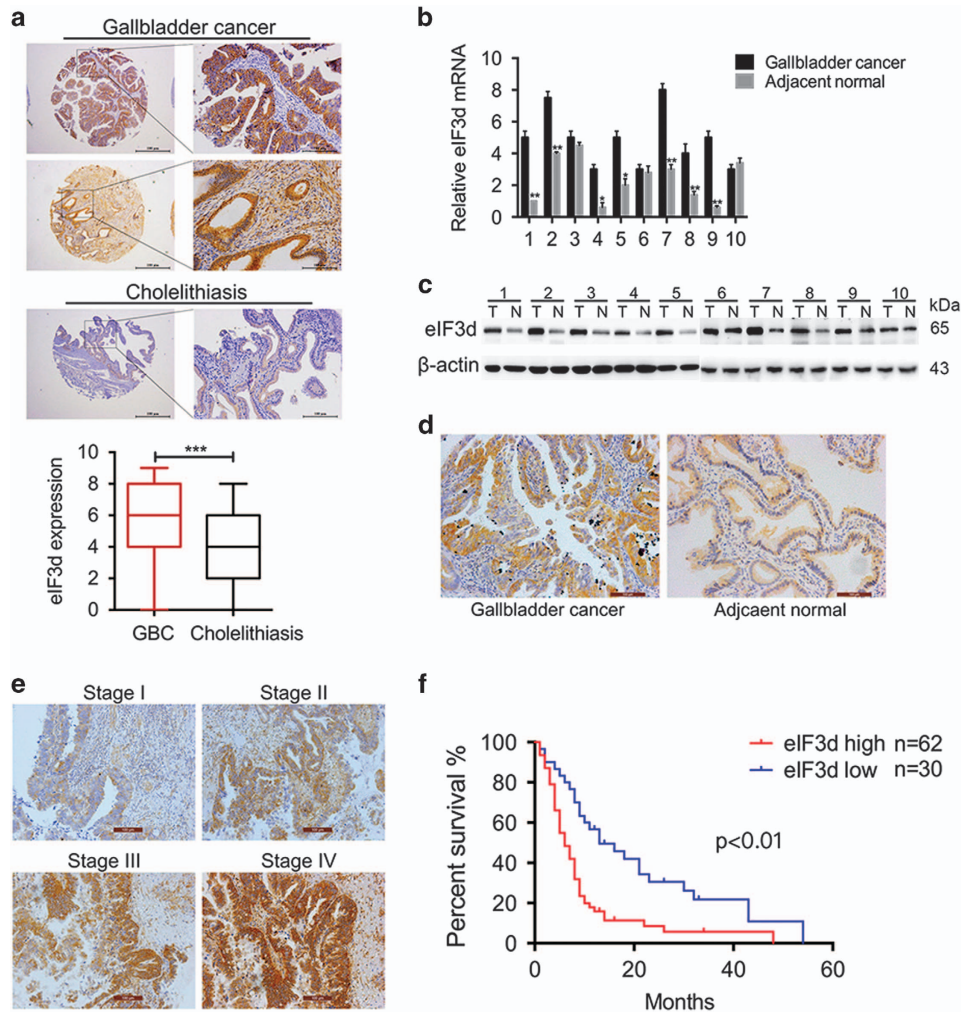 a
Gallbladder cancer
Cholelithiasis
eIF3d expression
10
8
6
4
2
0
***
GBC Cholelithiasis
b
Relative eIF3d mRNA
10
8
6
4
2
0
Gallbladder cancer
Adjacent normal
** ** * * ** ** **
1 2 3 4 5 6 7 8 9 10
c
1 2 3 4 5 6 7 8 9 10
T N T N T N T N T N T N T N T N T N T N kDa
eIF3d 65
β-actin 43
d
Gallbladder cancer Adjcaent normal
e
Stage I Stage II
Stage III Stage IV
f
Percent survival %
100
80
60
40
20
0
eIF3d high n=62
eIF3d low n=30
p<0.01
0 20 40 60
Months